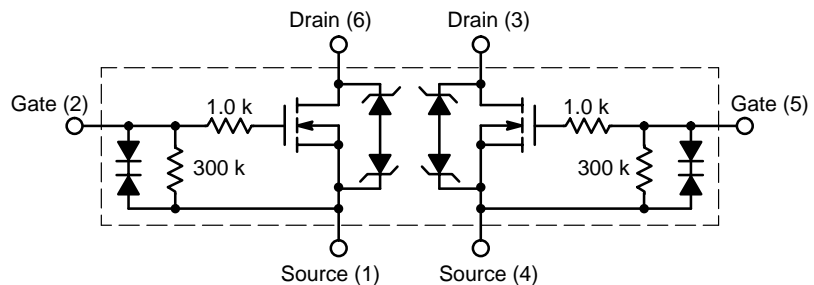 Drain (6) Drain (3)
Gate (2) 1.0 k 1.0 k Gate (5)
300 k 300 k
Source (1) Source (4)